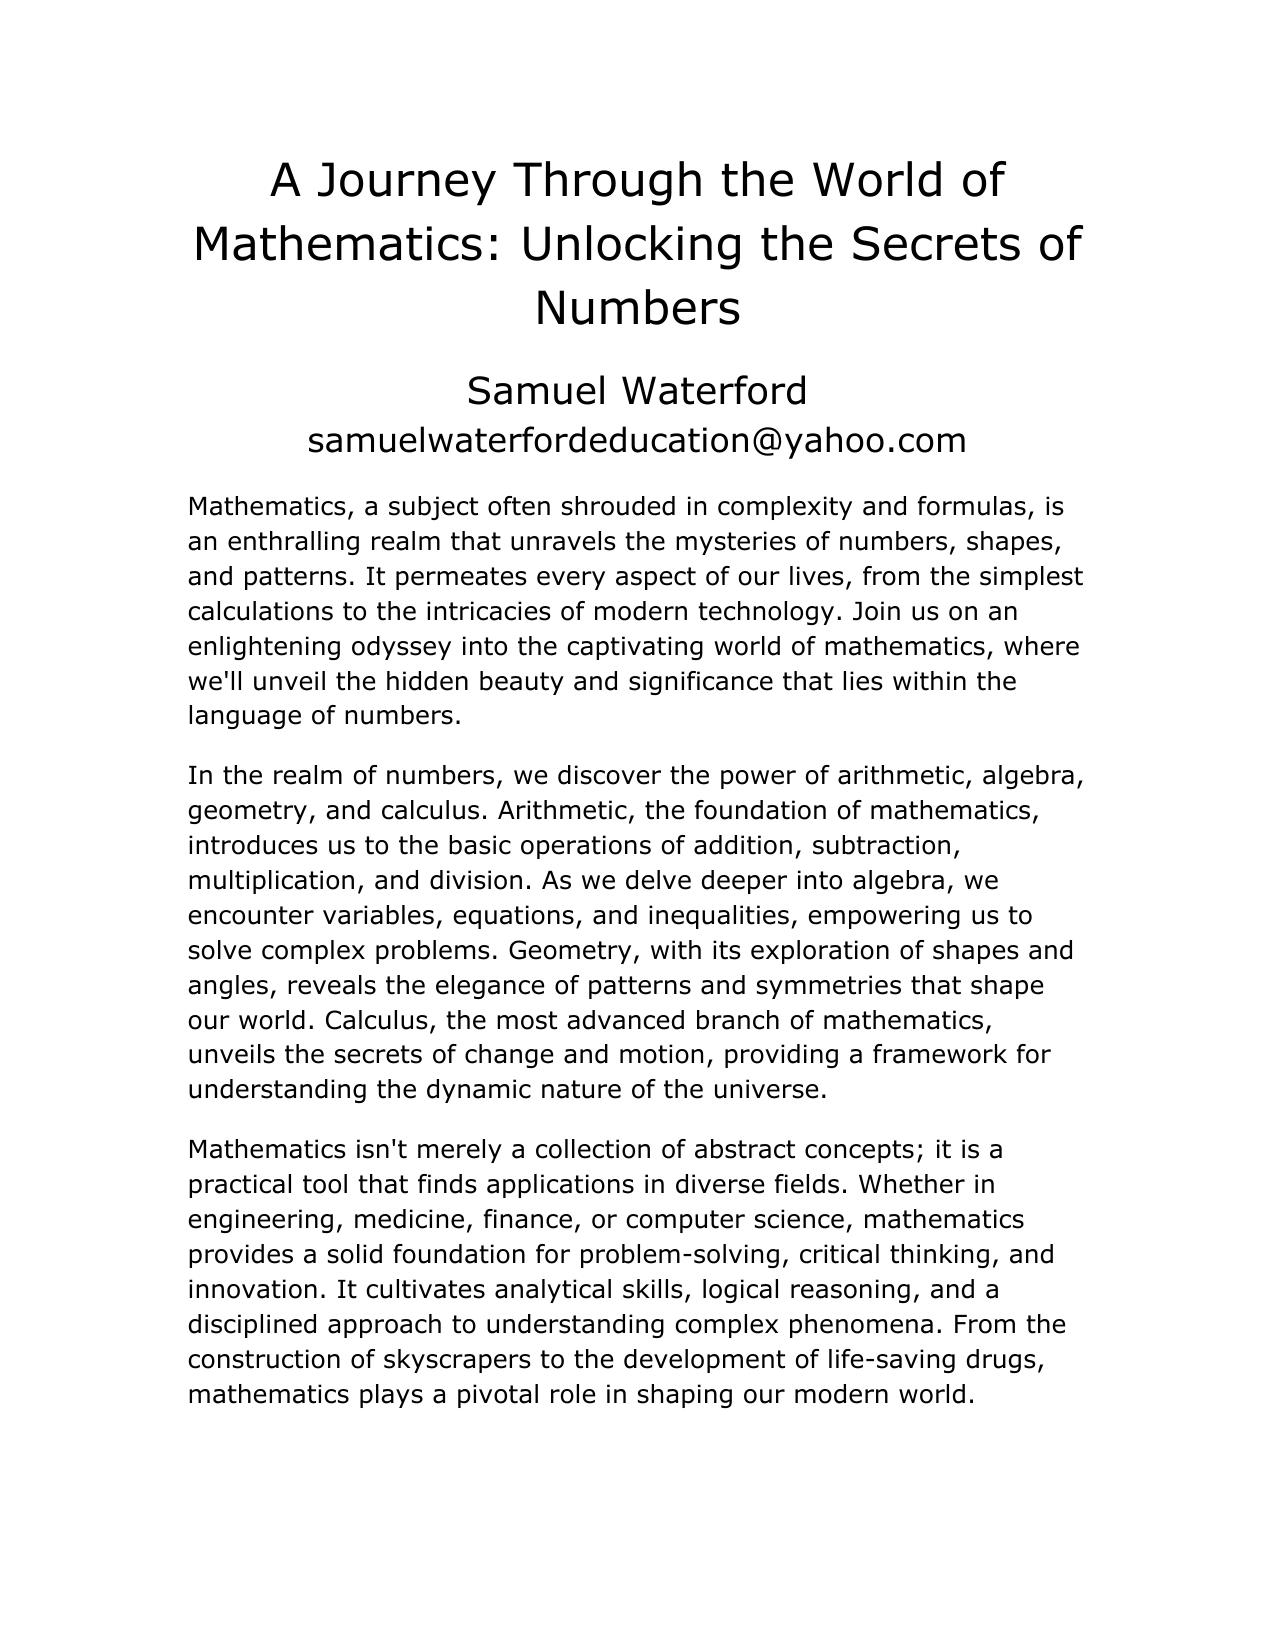 A Journey Through the World of
Mathematics: Unlocking the Secrets of
Numbers
Samuel Waterford
samuelwaterfordeducation@yahoo.com
Mathematics, a subject often shrouded in complexity and formulas, is
an enthralling realm that unravels the mysteries of numbers, shapes,
and patterns. It permeates every aspect of our lives, from the simplest
calculations to the intricacies of modern technology. Join us on an
enlightening odyssey into the captivating world of mathematics, where
we'll unveil the hidden beauty and significance that lies within the
language of numbers.
In the realm of numbers, we discover the power of arithmetic, algebra,
geometry, and calculus. Arithmetic, the foundation of mathematics,
introduces us to the basic operations of addition, subtraction,
multiplication, and division. As we delve deeper into algebra, we
encounter variables, equations, and inequalities, empowering us to
solve complex problems. Geometry, with its exploration of shapes and
angles, reveals the elegance of patterns and symmetries that shape
our world. Calculus, the most advanced branch of mathematics,
unveils the secrets of change and motion, providing a framework for
understanding the dynamic nature of the universe.
Mathematics isn't merely a collection of abstract concepts; it is a
practical tool that finds applications in diverse fields. Whether in
engineering, medicine, finance, or computer science, mathematics
provides a solid foundation for problem-solving, critical thinking, and
innovation. It cultivates analytical skills, logical reasoning, and a
disciplined approach to understanding complex phenomena. From the
construction of skyscrapers to the development of life-saving drugs,
mathematics plays a pivotal role in shaping our modern world.